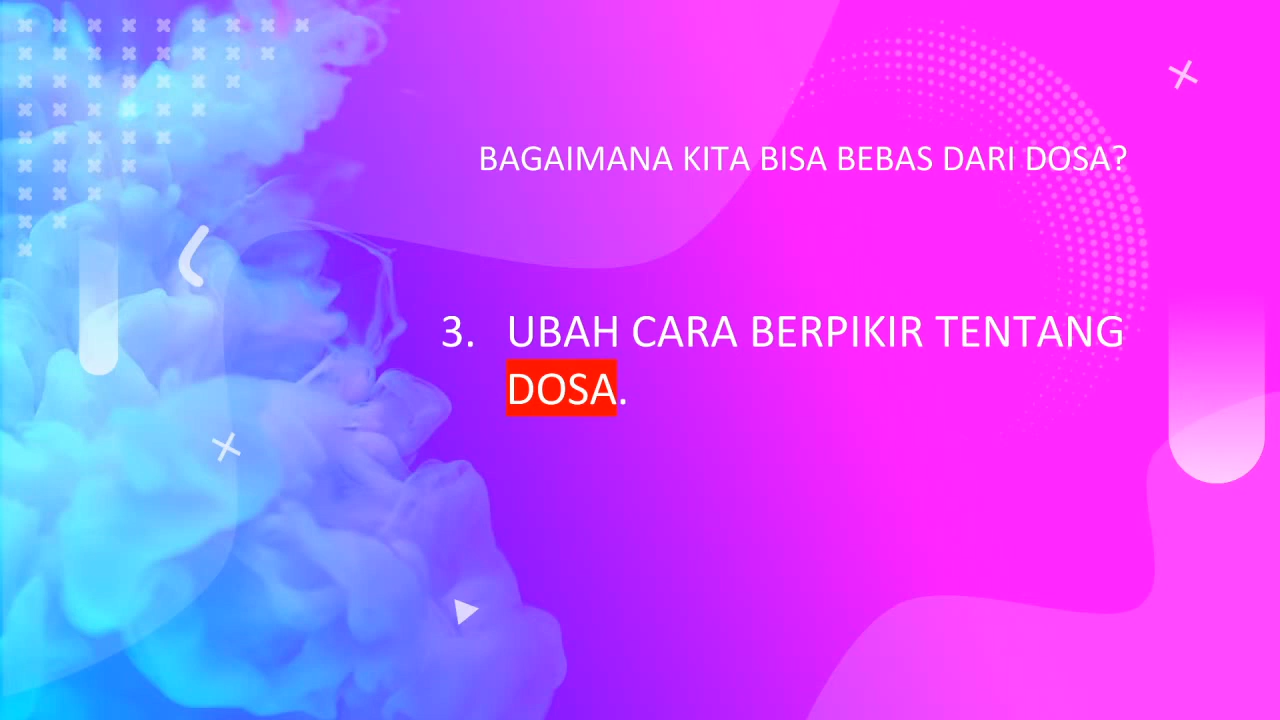 BAGAIMANA KITA BISA BEBAS DARI DOSA?
3. UBAH CARA BERPIKIR TENTANG
DOSA.